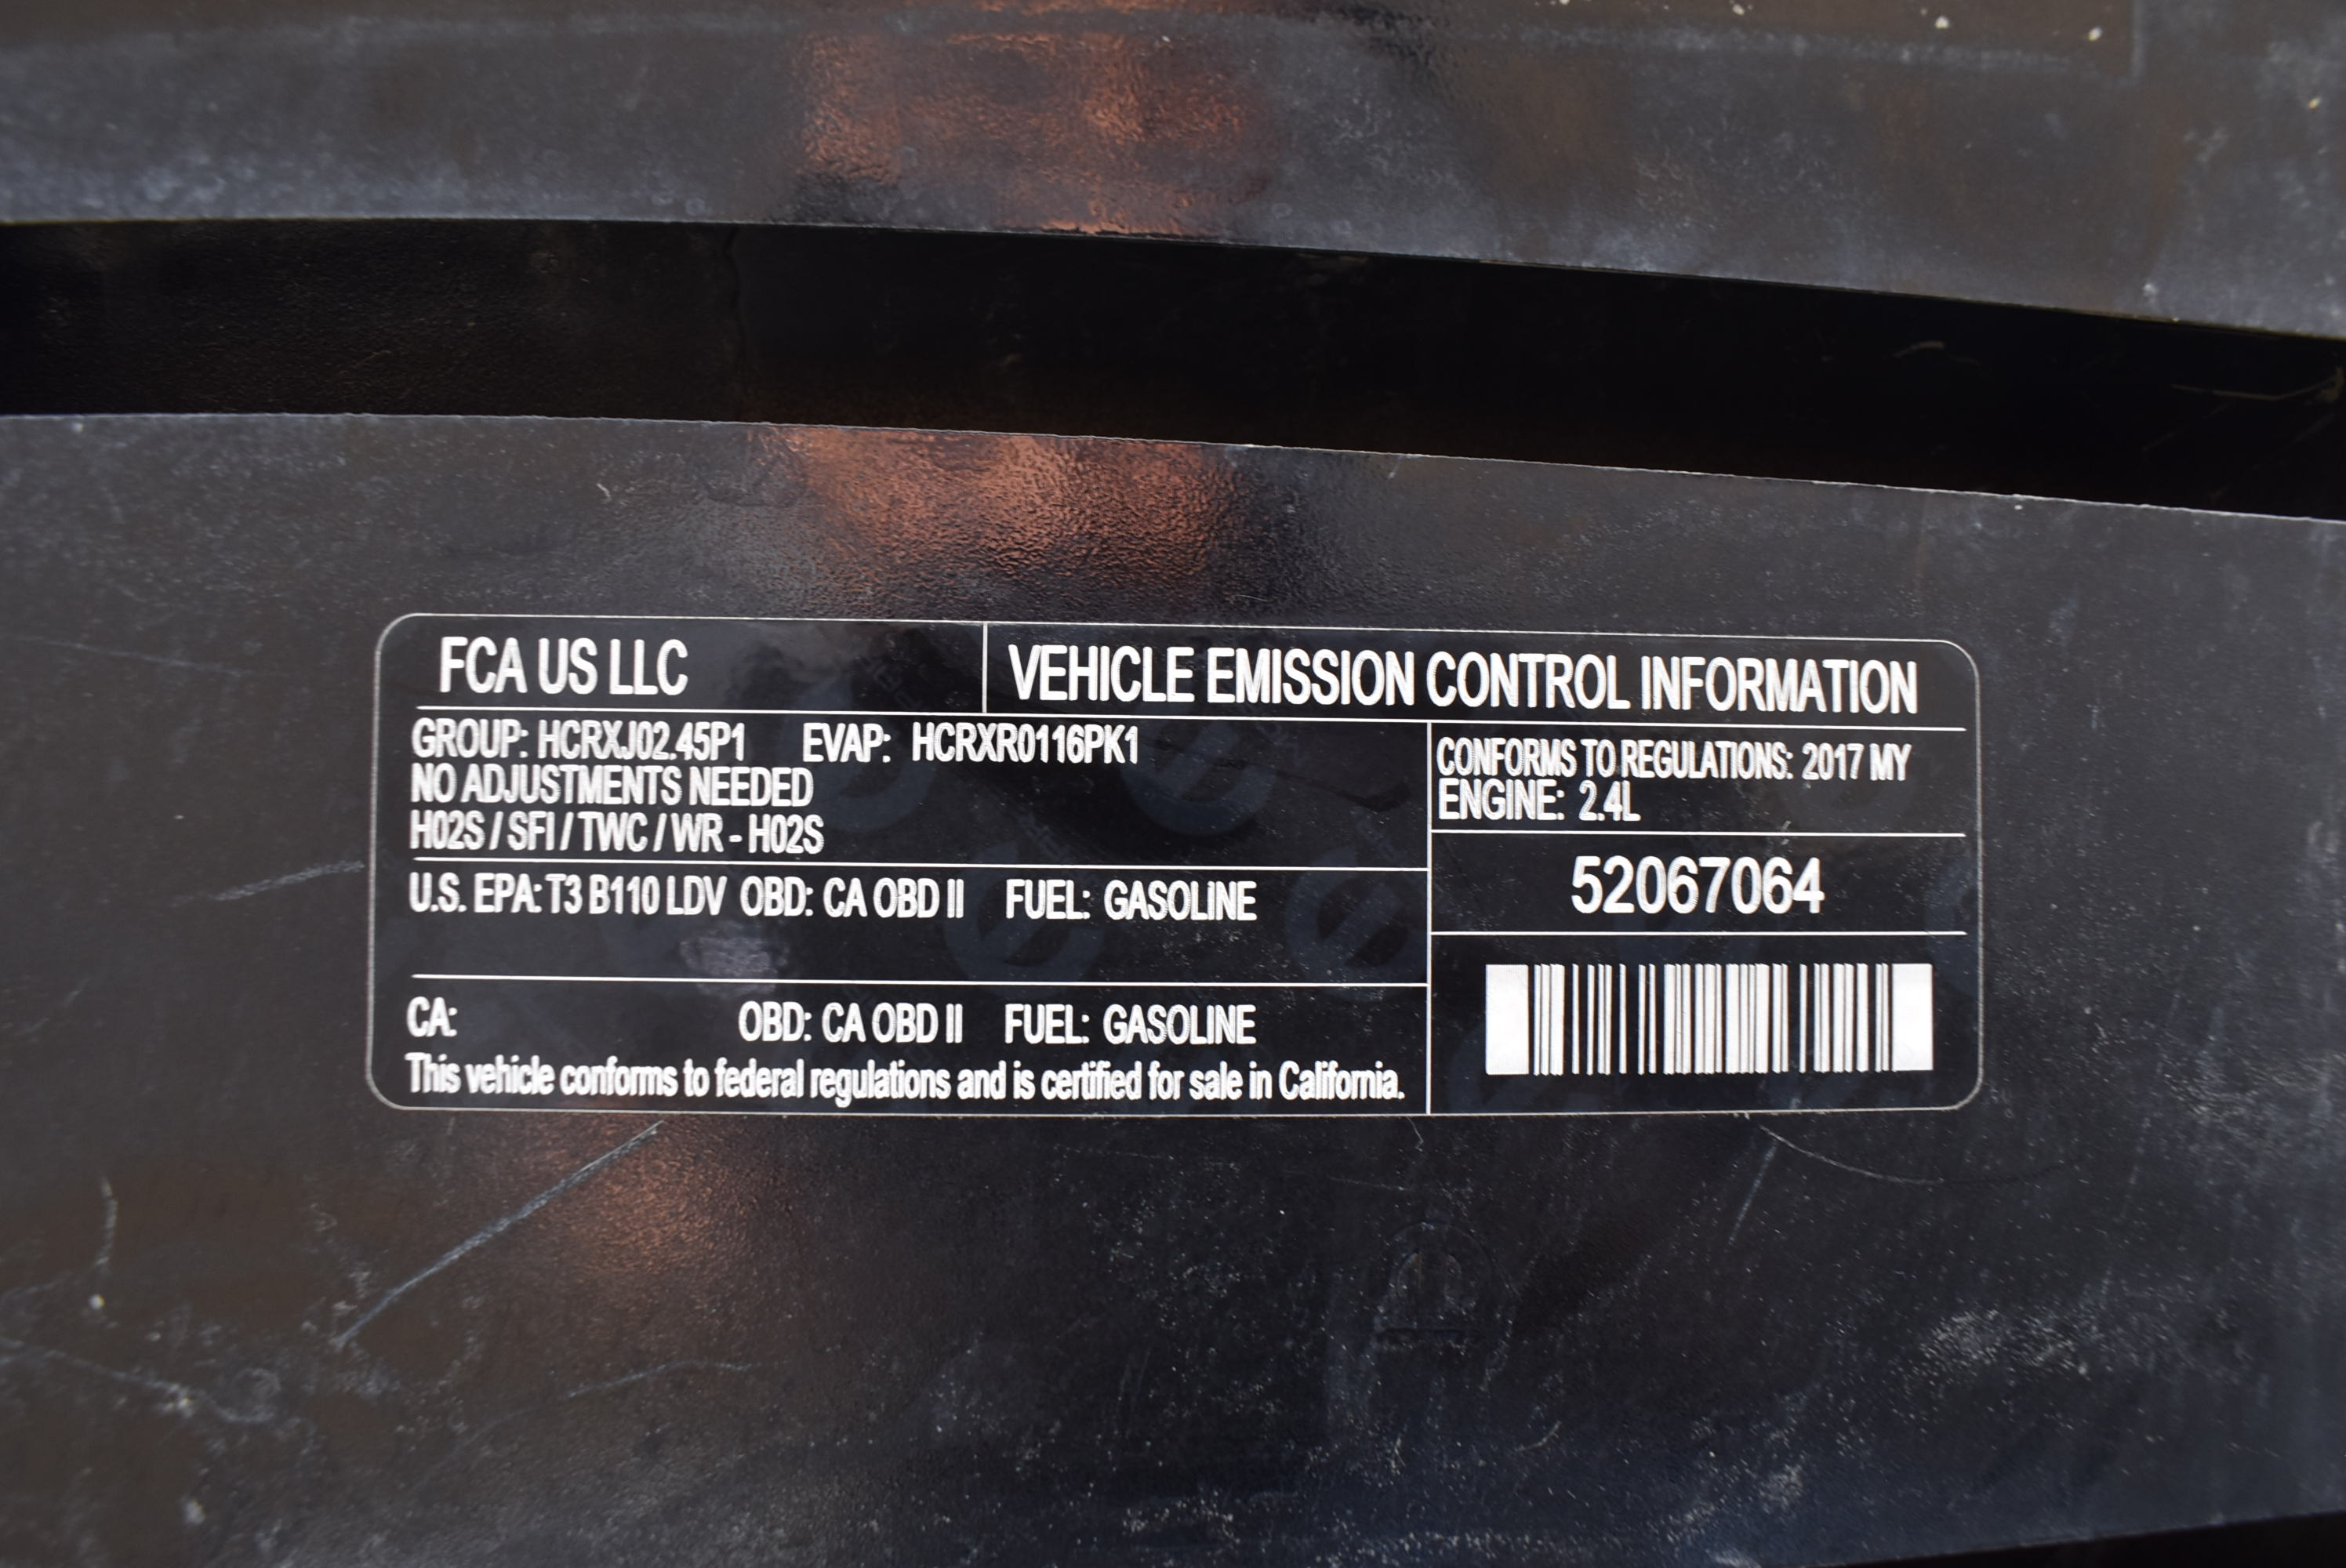 FCA US LLC
VEHICLE EMISSION CONTROL INFORMATION
GROUP: HCRXJ02.45P1 EVAP: HCRXR0116PK1
NO ADJUSTMENTS NEEDED
H02S / SFI / TWC / WR - H02S
CONFORMS TO REGULATIONS: 2017 MY
ENGINE: 2.4L
U.S. EPA: T3 B110 LDV OBD: CA OBD II FUEL: GASOLINE
52067064
CA: OBD: CA OBD II FUEL: GASOLINE
This vehicle conforms to federal regulations and is certified for sale in California.